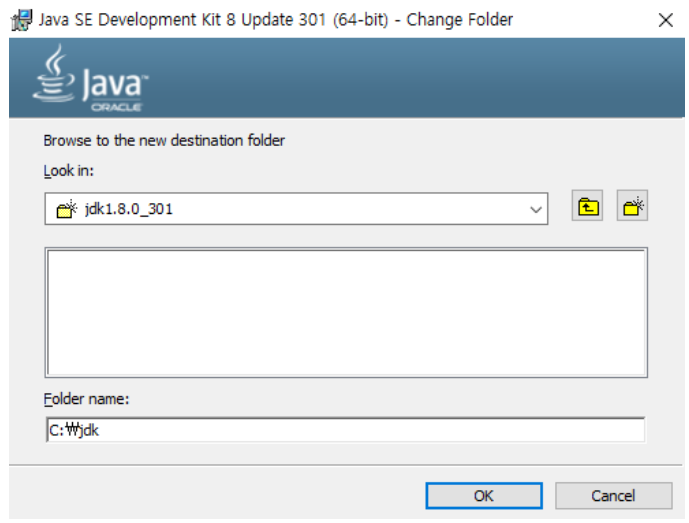 Java SE Development Kit 8 Update 301 (64-bit) - Change Folder
Java™
ORACLE
Browse to the new destination folder
Look in:
jdk1.8.0_301
Folder name:
C:₩jdk
OK Cancel